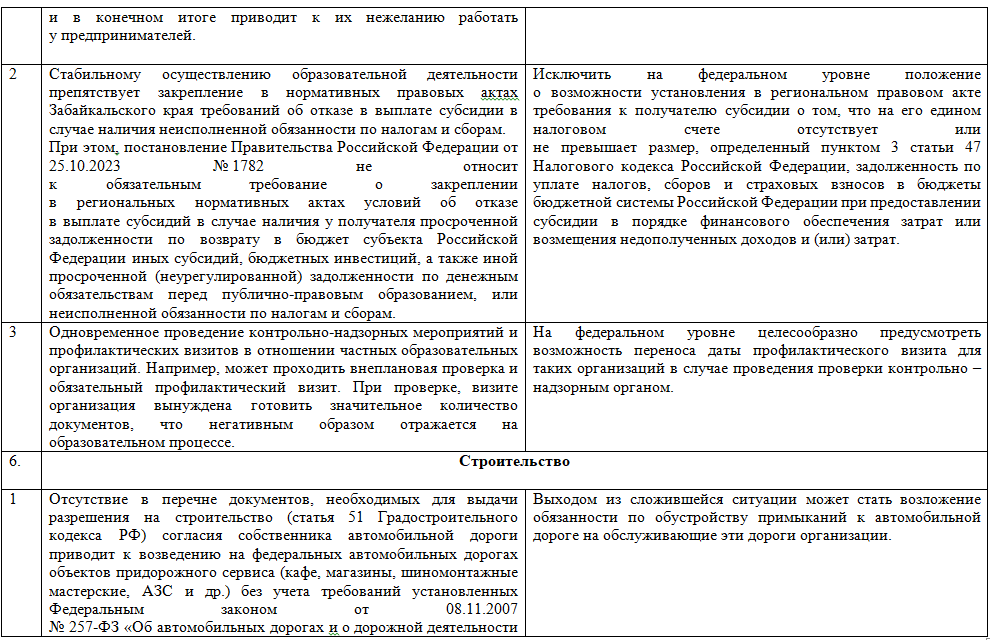 и в конечном итоге приводит к их нежеланию работать
у предпринимателей.
2
Стабильному осуществлению образовательной деятельности
препятствует закрепление в нормативных правовых актах
Забайкальского края требований об отказе в выплате субсидии в
случае наличия неисполненной обязанности по налогам и сборам.
При этом, постановление Правительства Российской Федерации от
25.10.2023 № 1782 не относит
к обязательным требование о закреплении
в региональных нормативных актах условий об отказе
в выплате субсидий в случае наличия у получателя просроченной
задолженности по возврату в бюджет субъекта Российской
Федерации иных субсидий, бюджетных инвестиций, а также иной
просроченной (неурегулированной) задолженности по денежным
обязательствам перед публично-правовым образованием, или
неисполненной обязанности по налогам и сборам.
Исключить на федеральном уровне положение
о возможности установления в региональном правовом акте
требования к получателю субсидии о том, что на его едином
налоговом счете отсутствует или
не превышает размер, определенный пунктом 3 статьи 47
Налогового кодекса Российской Федерации, задолженность по
уплате налогов, сборов и страховых взносов в бюджеты
бюджетной системы Российской Федерации при предоставлении
субсидии в порядке финансового обеспечения затрат или
возмещения недополученных доходов и (или) затрат.
3
Одновременное проведение контрольно-надзорных мероприятий и
профилактических визитов в отношении частных образовательных
организаций. Например, может проходить внеплановая проверка и
обязательный профилактический визит. При проверке, визите
организация вынуждена готовить значительное количество
документов, что негативным образом отражается на
образовательном процессе.
На федеральном уровне целесообразно предусмотреть
возможность переноса даты профилактического визита для
таких организаций в случае проведения проверки контрольно –
надзорным органом.
6.
Строительство
1
Отсутствие в перечне документов, необходимых для выдачи
разрешения на строительство (статья 51 Градостроительного
кодекса РФ) согласия собственника автомобильной дороги
приводит к возведению на федеральных автомобильных дорогах
объектов придорожного сервиса (кафе, магазины, шиномонтажные
мастерские, АЗС и др.) без учета требований установленных
Федеральным законом от 08.11.2007
№ 257-ФЗ «Об автомобильных дорогах и о дорожной деятельности
Выходом из сложившейся ситуации может стать возложение
обязанности по обустройству примыканий к автомобильной
дороге на обслуживающие эти дороги организации.